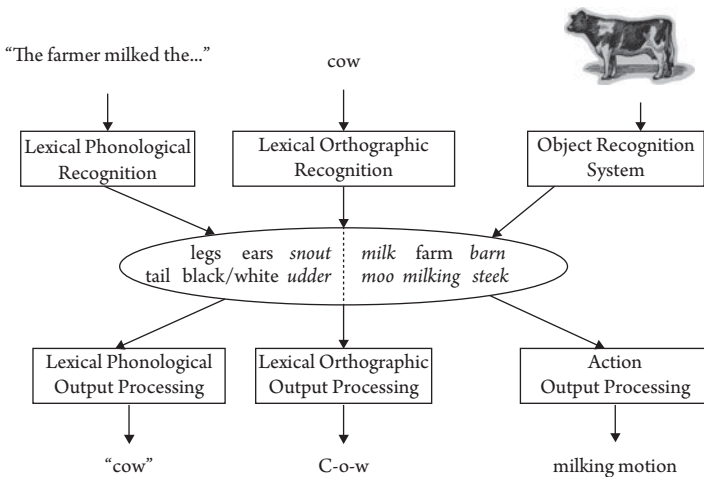 “The farmer milked the...”
cow
Lexical Phonological
Recognition
Lexical Orthographic
Recognition
Object Recognition
System
legs ears snout milk farm barn
tail black/white udder moo milking steek
Lexical Phonological
Output Processing
Lexical Orthographic
Output Processing
Action
Output Processing
“cow”
C-o-w
milking motion